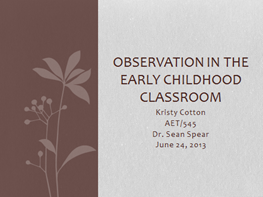 OBSERVATION IN THE
EARLY CHILDHOOD
CLASSROOM
Kristy Cotton
AET/545
Dr. Sean Spear
June 24, 2013